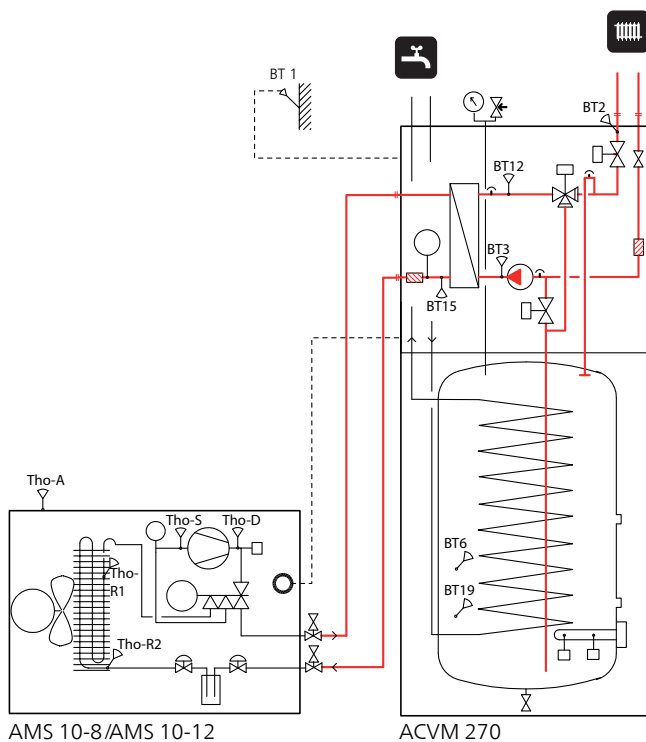 BT 1
BT2
BT12
BT3
BT15
Tho-A
Tho-S
Tho-D
Tho-
R1
Tho-R2
BT6
BT19
AMS 10-8/AMS 10-12
ACVM 270